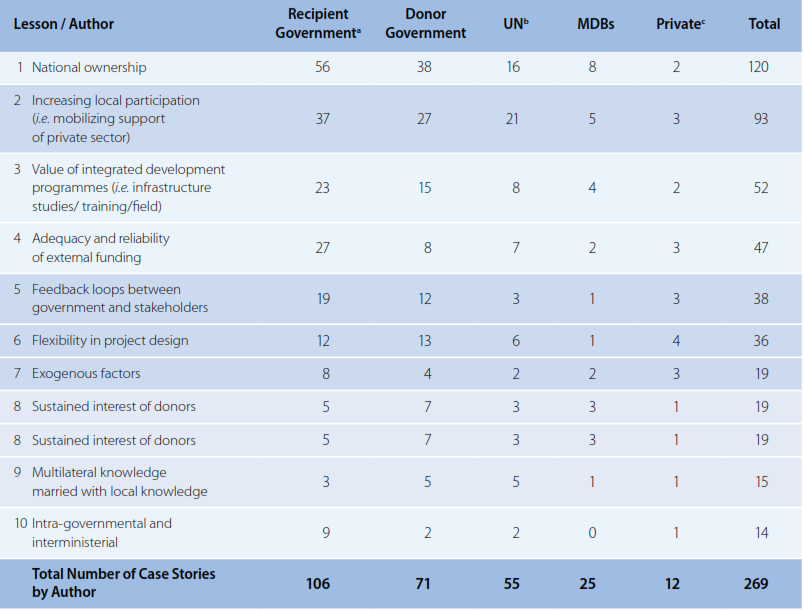 Lesson / Author Recipient Governmentᵃ Donor Government UNᵇ MDBs Privateᶜ Total
1 National ownership 56 38 16 8 2 120
2 Increasing local participation
(i.e. mobilizing support 37 27 21 5 3 93
of private sector)
3 Value of integrated development
programmes (i.e. infrastructure 23 15 8 4 2 52
studies/ training/field)
4 Adequacy and reliability
of external funding 27 8 7 2 3 47
5 Feedback loops between
government and stakeholders 19 12 3 1 3 38
6 Flexibility in project design 12 13 6 1 4 36
7 Exogenous factors 8 4 2 2 3 19
8 Sustained interest of donors 5 7 3 3 1 19
8 Sustained interest of donors 5 7 3 3 1 19
9 Multilateral knowledge
married with local knowledge 3 5 5 1 1 15
10 Intra-governmental and
interministerial 9 2 2 0 1 14
Total Number of Case Stories
by Author 106 71 55 25 12 269